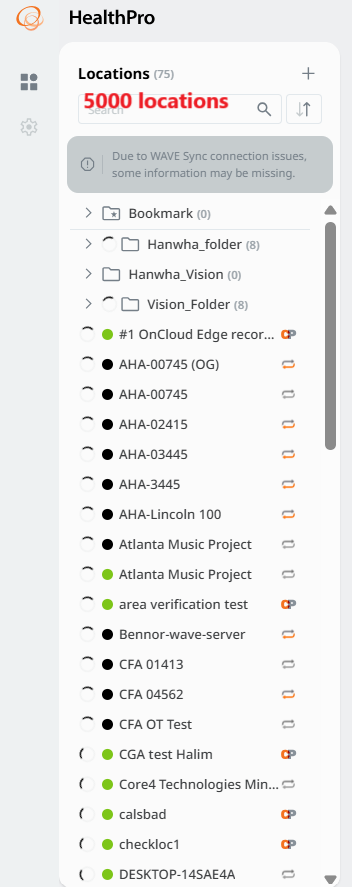 HealthPro
Locations (75)
5000 locations
Search
Due to WAVE Sync connection issues,
some information may be missing.
Bookmark (0)
Hanwha_folder (8)
Hanwha_Vision (0)
Vision_Folder (8)
#1 OnCloud Edge recor...
AHA-00745 (OG)
AHA-00745
AHA-02415
AHA-03445
AHA-3445
AHA-Lincoln 100
Atlanta Music Project
Atlanta Music Project
area verification test
Bennor-wave-server
CFA 01413
CFA 04562
CFA OT Test
CGA test Halim
Core4 Technologies Min...
calsbad
checkloc1
DESKTOP-14SAE4A